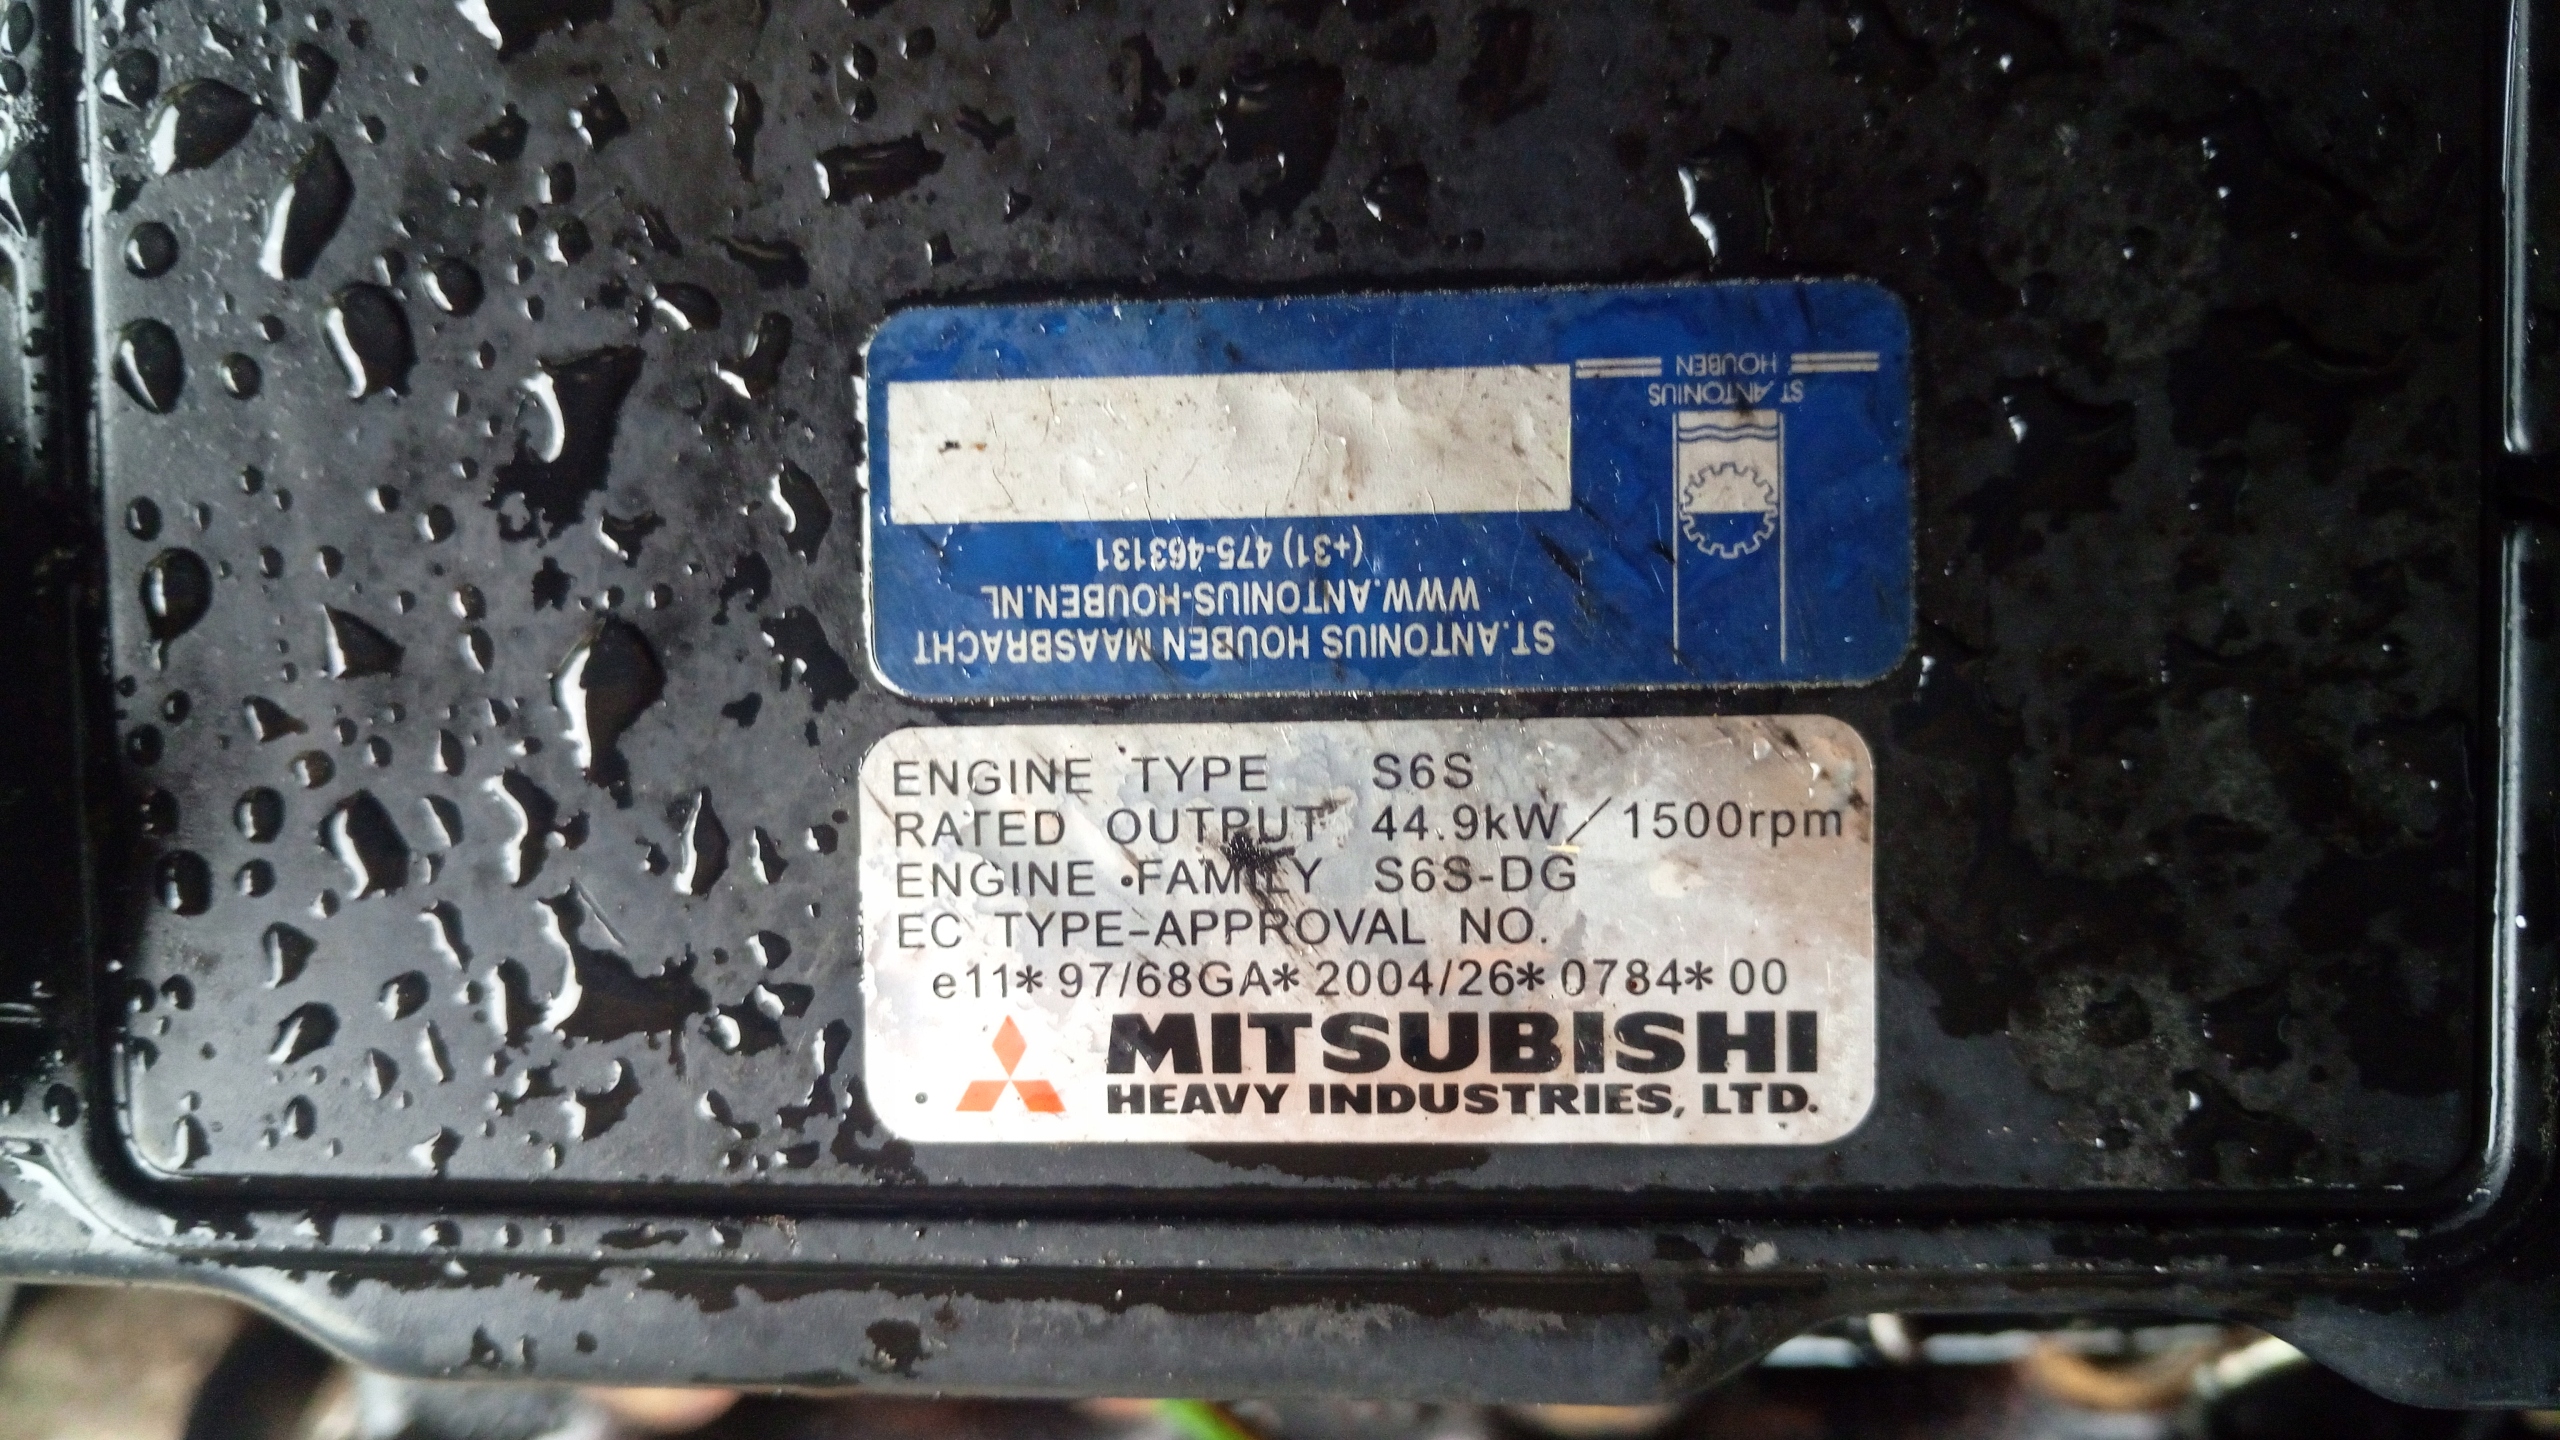 ST ANTONIUS
HOUBEN
ST.ANTONIUS HOUBEN MAASBRACHT
WWW.ANTONIUS-HOUBEN.NL
(+31) 475-463131
ENGINE TYPE S6S
RATED OUTPUT 44.9kW/1500rpm
ENGINE FAMILY S6S-DG
EC TYPE-APPROVAL NO.
e11*97/68GA*2004/26*0784*00
MITSUBISHI
HEAVY INDUSTRIES, LTD.